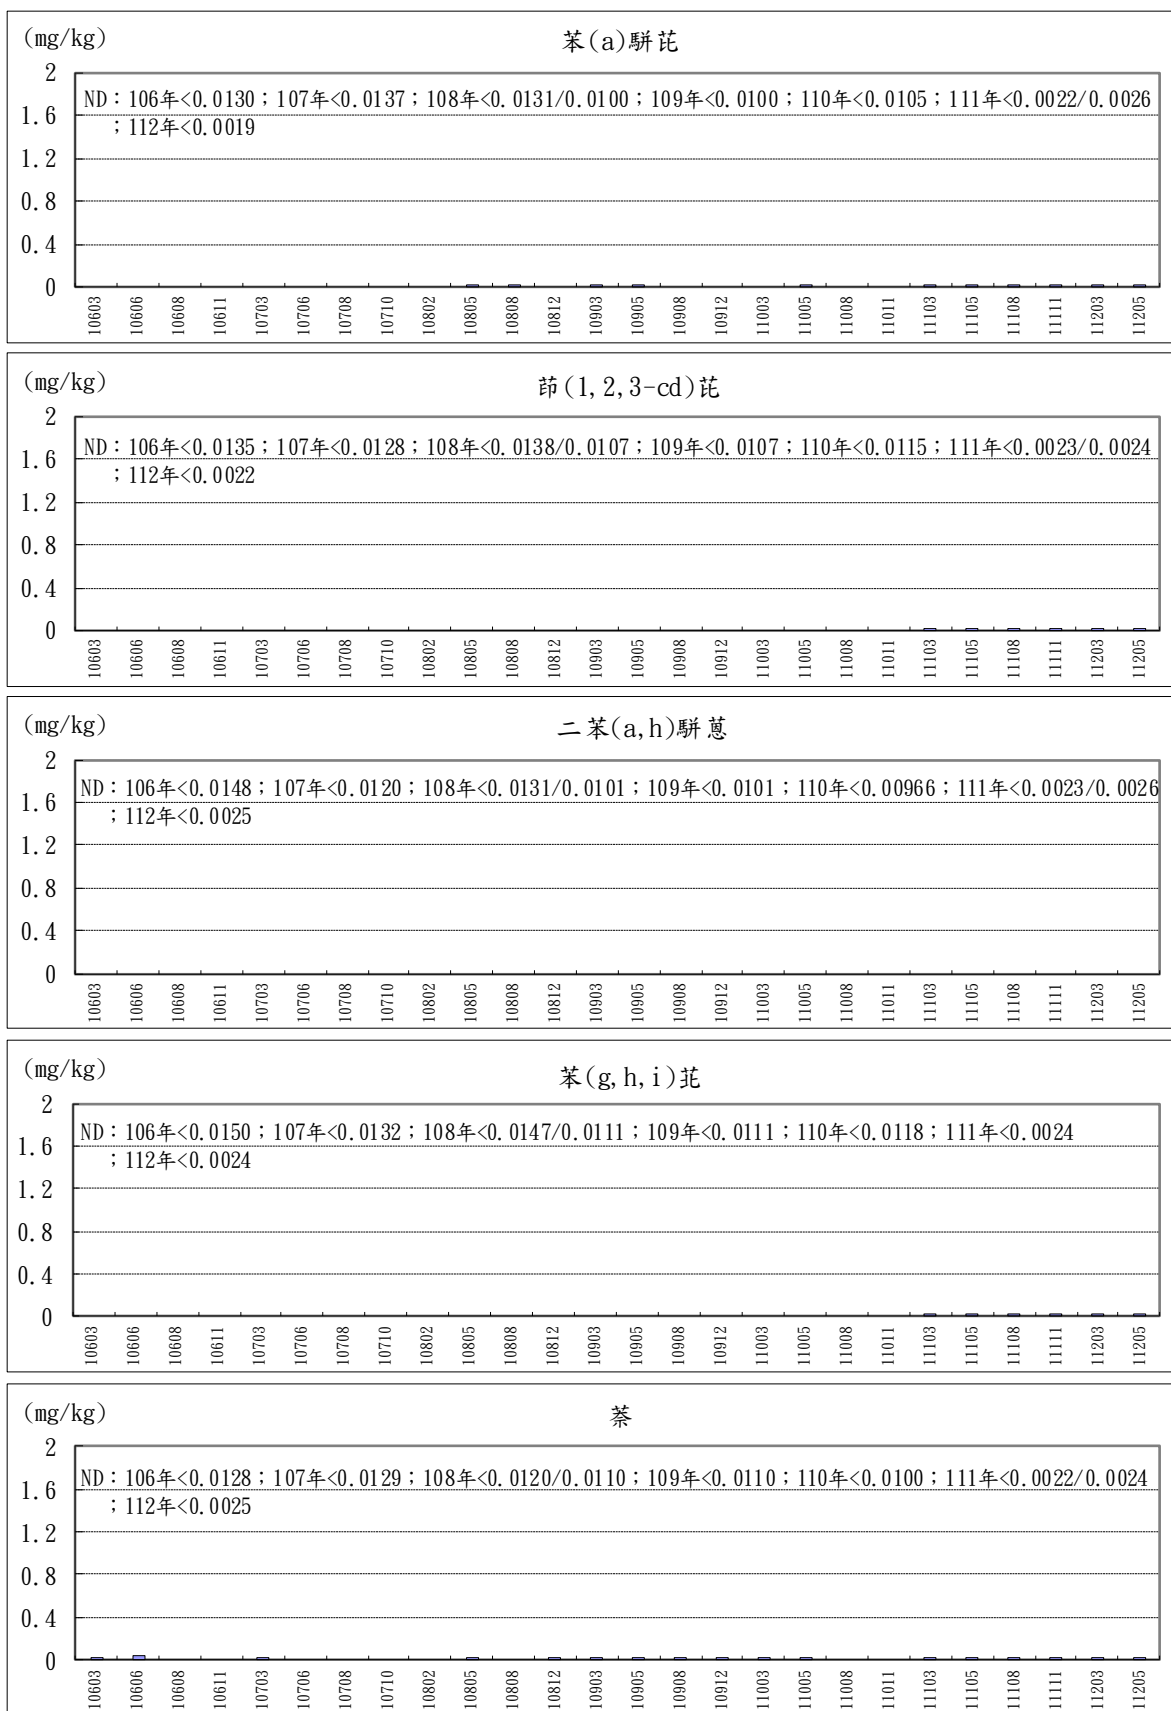 (mg/kg)
苯(a)駢芘
2
ND：106年<0.0130；107年<0.0137；108年<0.0131/0.0100；109年<0.0100；110年<0.0105；111年<0.0022/0.0026
1.6
；112年<0.0019
1.2
0.8
0.4
0
10603 10606 10608 10611 10703 10706 10708 10710 10802 10805 10808 10812 10903 10905 10908 10912 11003 11005 11008 11011 11103 11105 11108 11111 11203 11205
(mg/kg)
茚(1,2,3-cd)芘
2
ND：106年<0.0135；107年<0.0128；108年<0.0138/0.0107；109年<0.0107；110年<0.0115；111年<0.0023/0.0024
1.6
；112年<0.0022
1.2
0.8
0.4
0
10603 10606 10608 10611 10703 10706 10708 10710 10802 10805 10808 10812 10903 10905 10908 10912 11003 11005 11008 11011 11103 11105 11108 11111 11203 11205
(mg/kg)
二苯(a,h)駢蒽
2
ND：106年<0.0148；107年<0.0120；108年<0.0131/0.0101；109年<0.0101；110年<0.00966；111年<0.0023/0.0026
1.6
；112年<0.0025
1.2
0.8
0.4
0
10603 10606 10608 10611 10703 10706 10708 10710 10802 10805 10808 10812 10903 10905 10908 10912 11003 11005 11008 11011 11103 11105 11108 11111 11203 11205
(mg/kg)
苯(g,h,i)苝
2
ND：106年<0.0150；107年<0.0132；108年<0.0147/0.0111；109年<0.0111；110年<0.0118；111年<0.0024
1.6
；112年<0.0024
1.2
0.8
0.4
0
10603 10606 10608 10611 10703 10706 10708 10710 10802 10805 10808 10812 10903 10905 10908 10912 11003 11005 11008 11011 11103 11105 11108 11111 11203 11205
(mg/kg)
萘
2
ND：106年<0.0128；107年<0.0129；108年<0.0120/0.0110；109年<0.0110；110年<0.0100；111年<0.0022/0.0024
1.6
；112年<0.0025
1.2
0.8
0.4
0
10603 10606 10608 10611 10703 10706 10708 10710 10802 10805 10808 10812 10903 10905 10908 10912 11003 11005 11008 11011 11103 11105 11108 11111 11203 11205